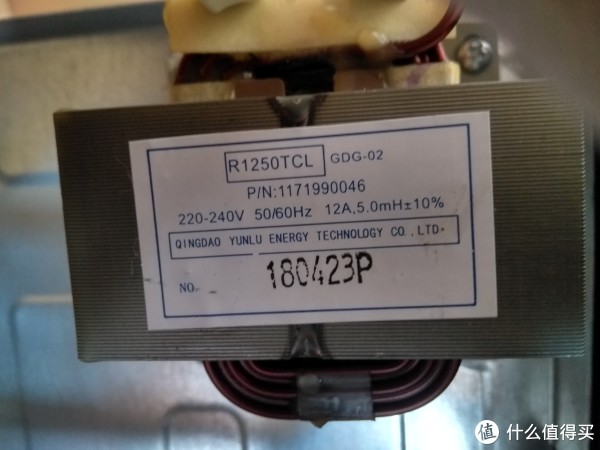 R1250TCL GDG-02
P/N:1171990046
220-240V 50/60Hz 12A,5.0mH±10%
QINGDAO YUNLU ENERGY TECHNOLOGY CO.,LTD.
NO. 180423P
值 什么值得买